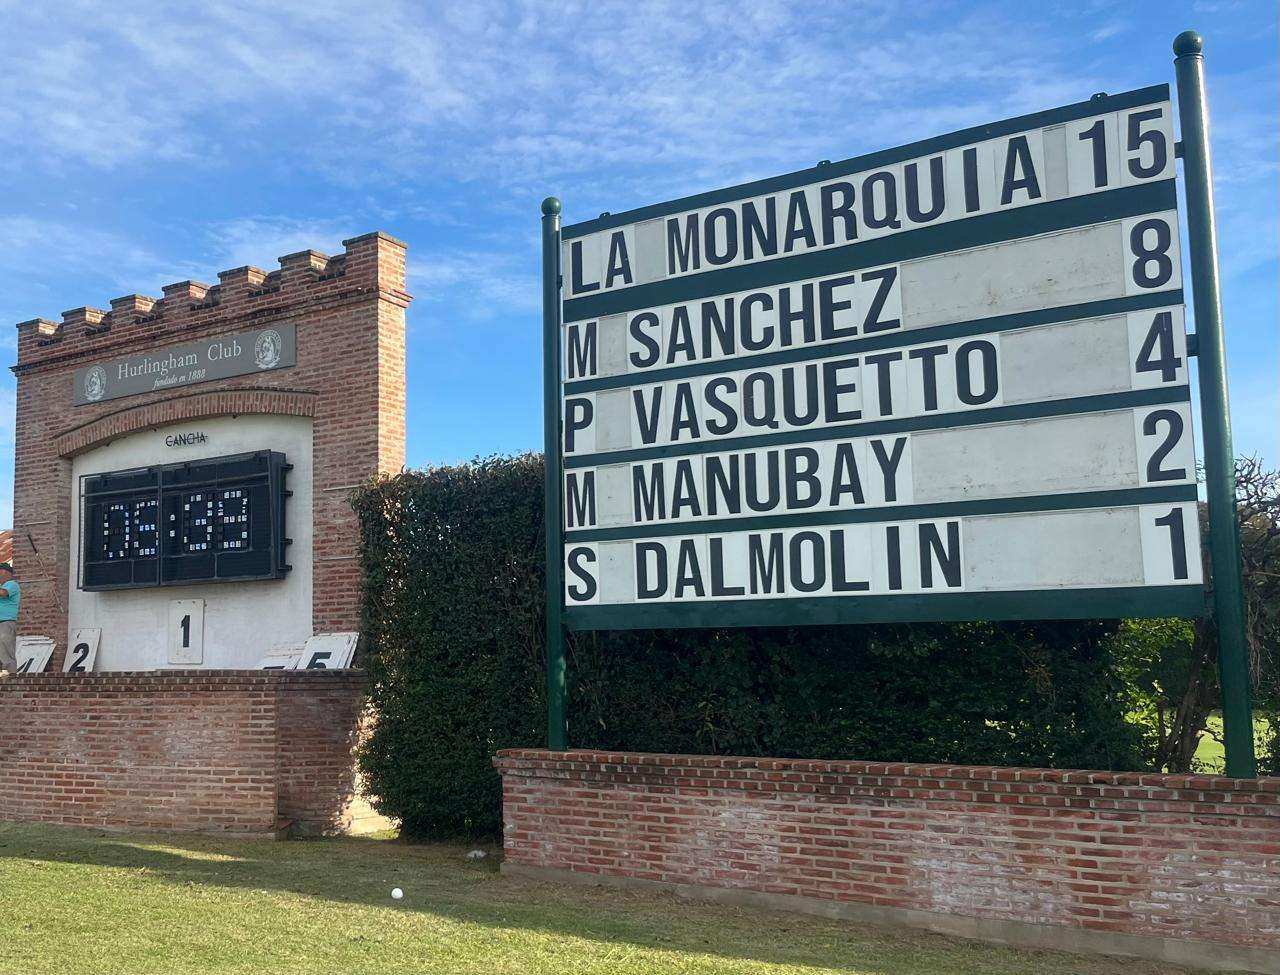 Hurlingham Club
fundado en 1888
CANCHA
1
2
5
LA MONARQUIA 15
M SANCHEZ 8
P VASQUETTO 4
M MANUBAY 2
S DALMOLIN 1